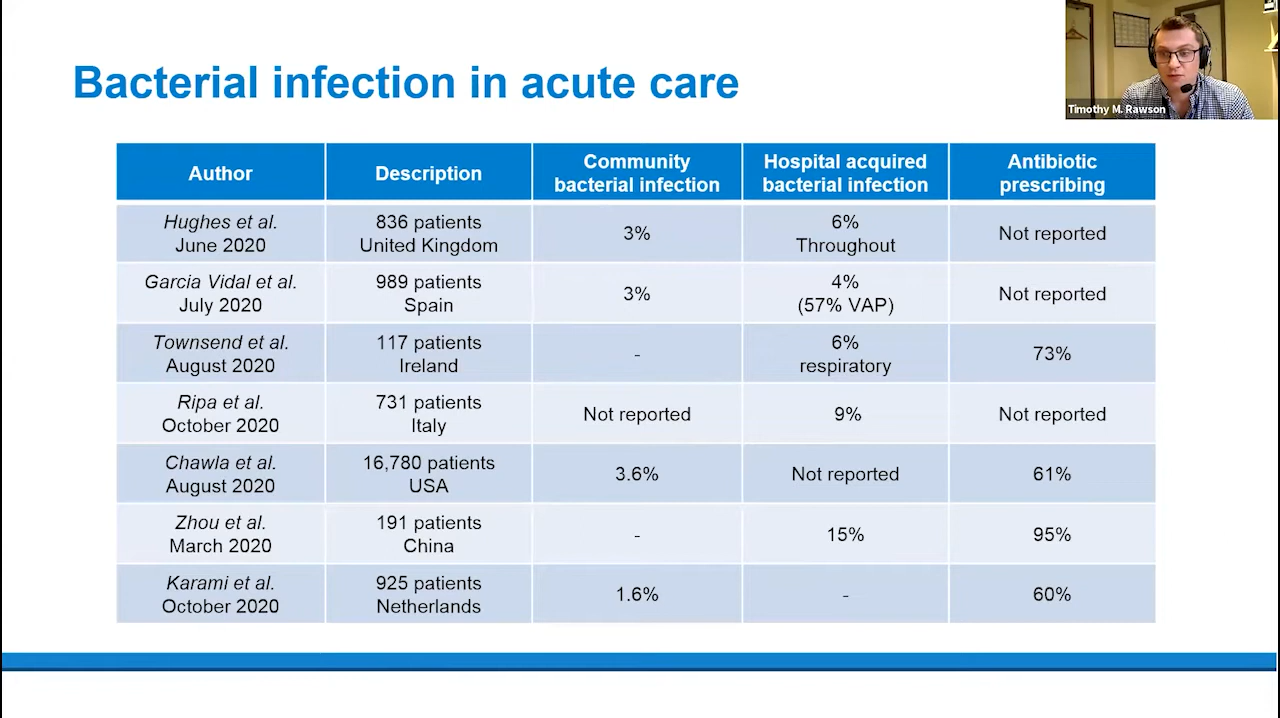 Bacterial infection in acute care
Timothy M. Rawson
Author
Description
Community
bacterial infection
Hospital acquired
bacterial infection
Antibiotic
prescribing
Hughes et al.
June 2020
836 patients
United Kingdom
3%
6%
Throughout
Not reported
Garcia Vidal et al.
July 2020
989 patients
Spain
3%
4%
(57% VAP)
Not reported
Townsend et al.
August 2020
117 patients
Ireland
-
6%
respiratory
73%
Ripa et al.
October 2020
731 patients
Italy
Not reported
9%
Not reported
Chawla et al.
August 2020
16,780 patients
USA
3.6%
Not reported
61%
Zhou et al.
March 2020
191 patients
China
-
15%
95%
Karami et al.
October 2020
925 patients
Netherlands
1.6%
-
60%